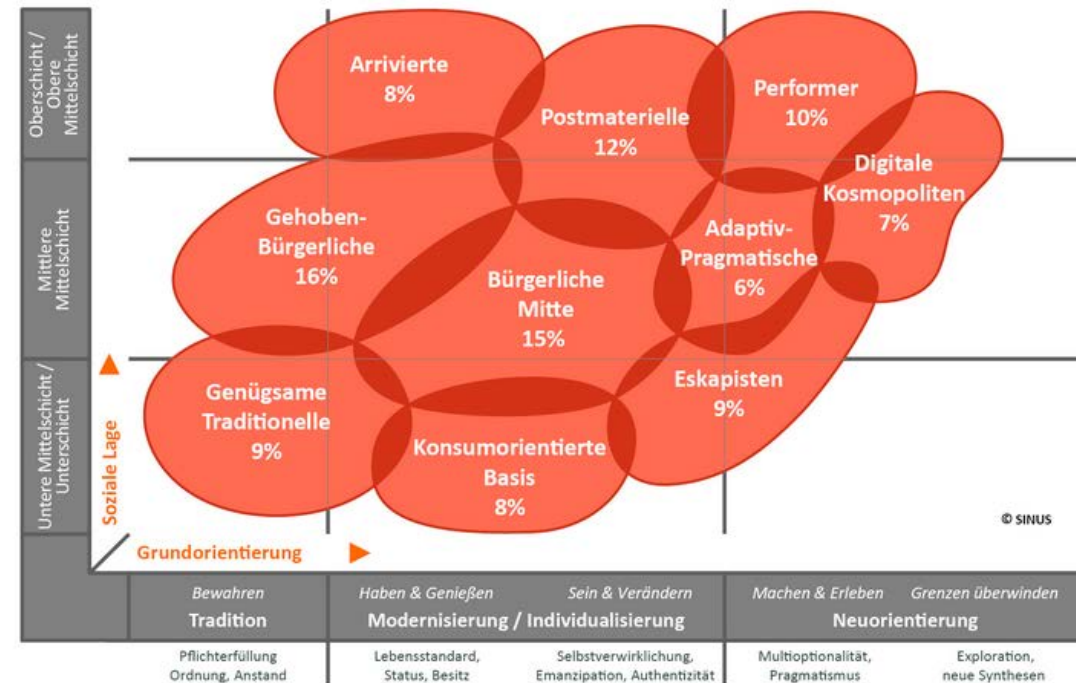 Oberschicht /
Obere
Mittelschicht
Mittlere
Mittelschicht
Untere Mittelschicht /
Unterschicht
Soziale Lage
Arrivierte
8%
Postmaterielle
12%
Performer
10%
Digitale
Kosmopoliten
7%
Gehoben-
Bürgerliche
16%
Adaptiv-
Pragmatische
6%
Bürgerliche
Mitte
15%
Genügsame
Traditionelle
9%
Eskapisten
9%
Konsumorientierte
Basis
8%
© SINUS
Grundorientierung
Bewahren
Tradition
Haben & Genießen Sein & Verändern
Modernisierung / Individualisierung
Machen & Erleben Grenzen überwinden
Neuorientierung
Pflichterfüllung
Ordnung, Anstand
Lebensstandard,
Status, Besitz
Selbstverwirklichung,
Emanzipation, Authentizität
Multioptionalität,
Pragmatismus
Exploration,
neue Synthesen